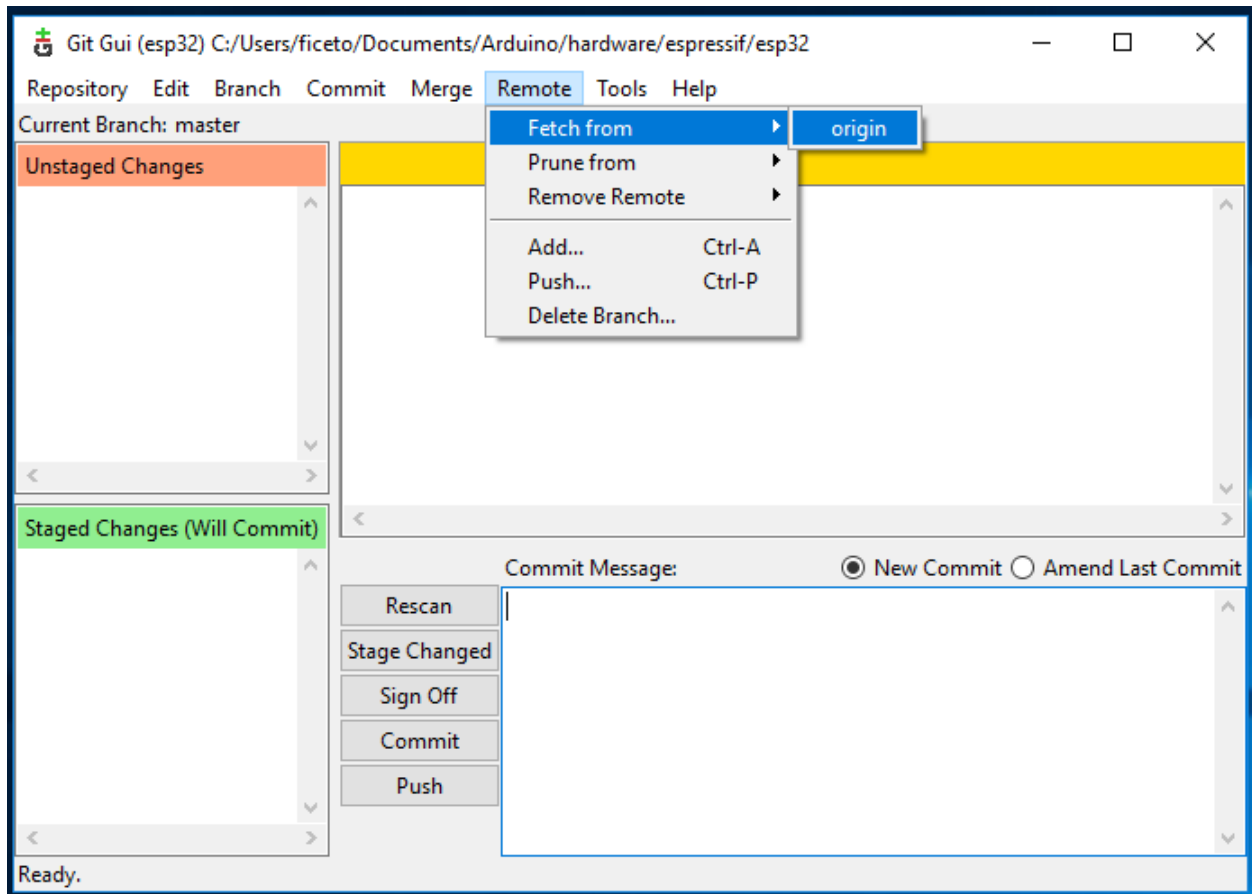 Git Gui (esp32) C:/Users/ficeto/Documents/Arduino/hardware/espressif/esp32
Repository Edit Branch Commit Merge Remote Tools Help
Current Branch: master
Fetch from origin
Prune from
Remove Remote
Add... Ctrl-A
Push... Ctrl-P
Delete Branch...
Unstaged Changes
Staged Changes (Will Commit)
Commit Message: New Commit Amend Last Commit
Rescan
Stage Changed
Sign Off
Commit
Push
Ready.